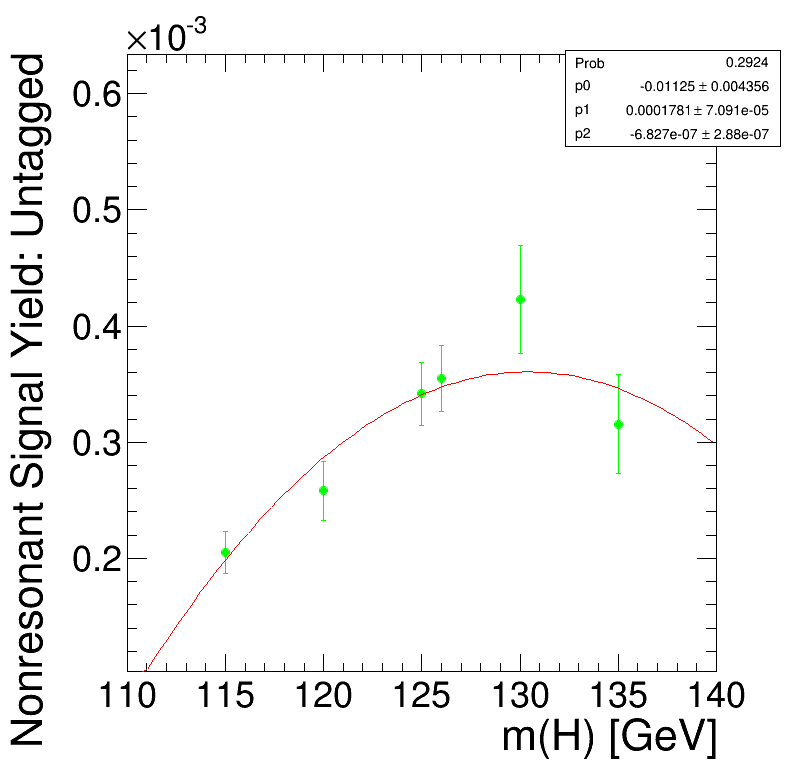 ×10⁻³
Prob 0.2924
p0 -0.01125 ± 0.004356
p1 0.0001781 ± 7.091e-05
p2 -6.827e-07 ± 2.88e-07
Nonresonant Signal Yield: Untagged
0.6
0.5
0.4
0.3
0.2
110 115 120 125 130 135 140
m(H) [GeV]